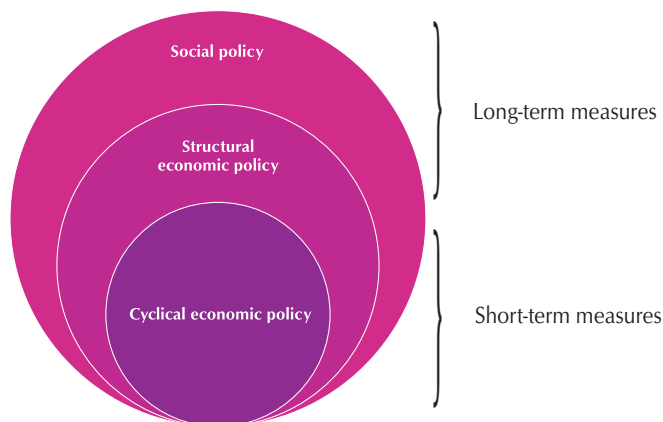 Social policy
Long-term measures
Structural
economic policy
Cyclical economic policy
Short-term measures